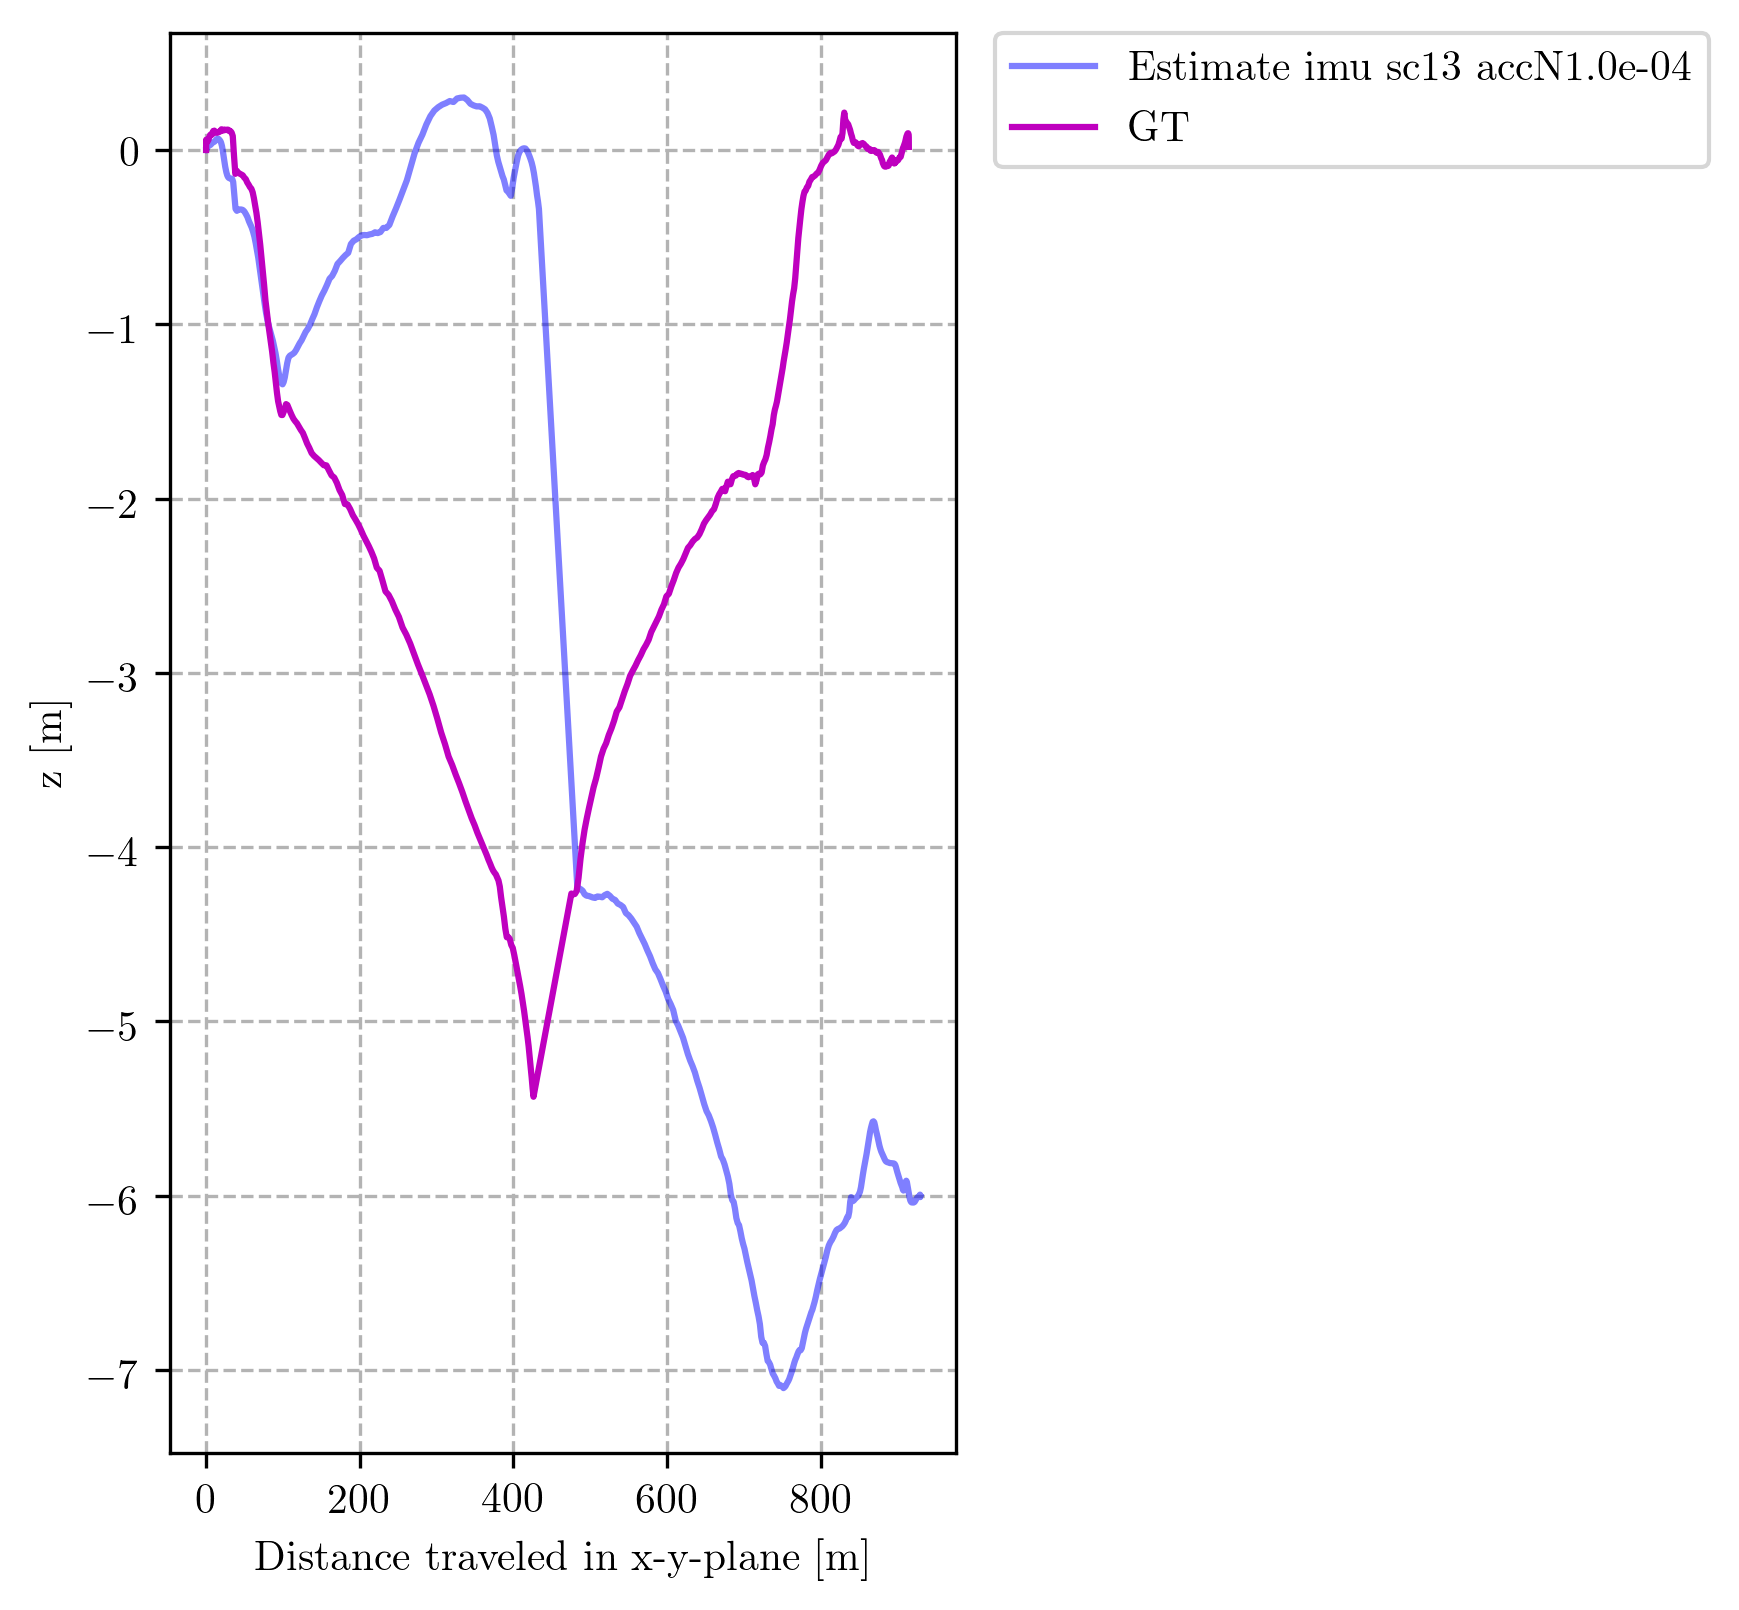 Estimate imu sc13 accN1.0e-04
GT
0
−1
−2
−3
−4
−5
−6
−7
z [m]
0 200 400 600 800
Distance traveled in x-y-plane [m]